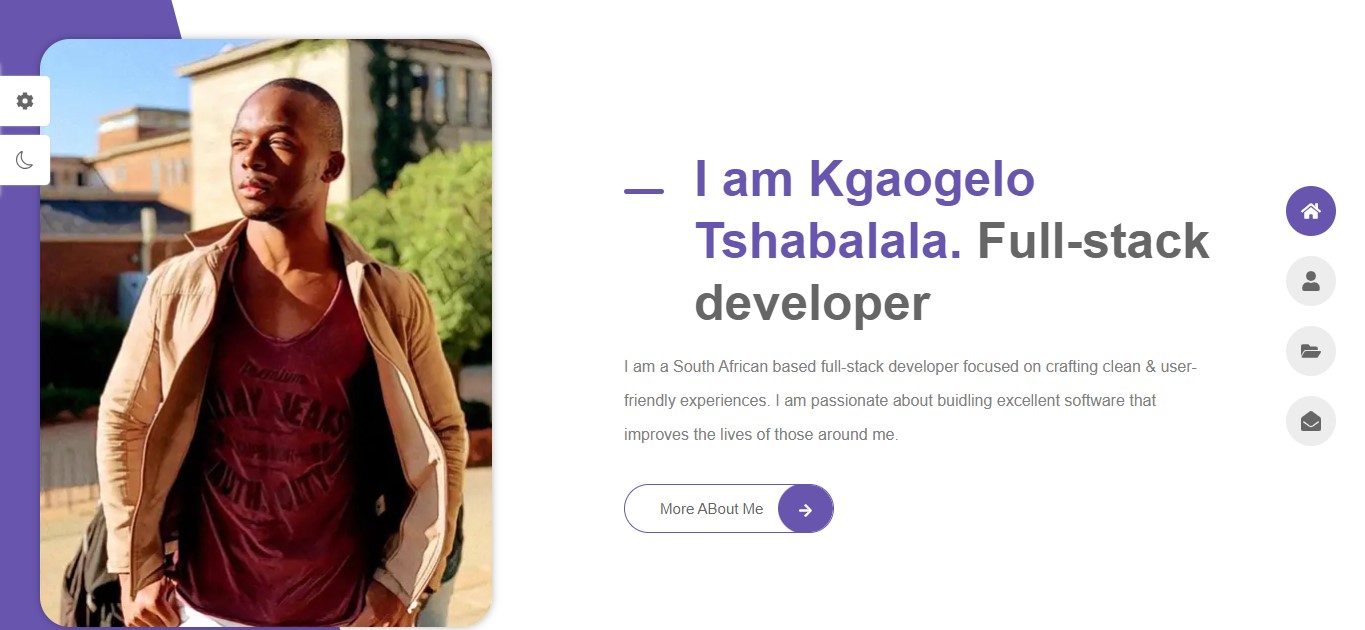 I am Kgaogelo
Tshabalala. Full-stack
developer
I am a South African based full-stack developer focused on crafting clean & user-
friendly experiences. I am passionate about buidling excellent software that
improves the lives of those around me.
More ABout Me
Premium